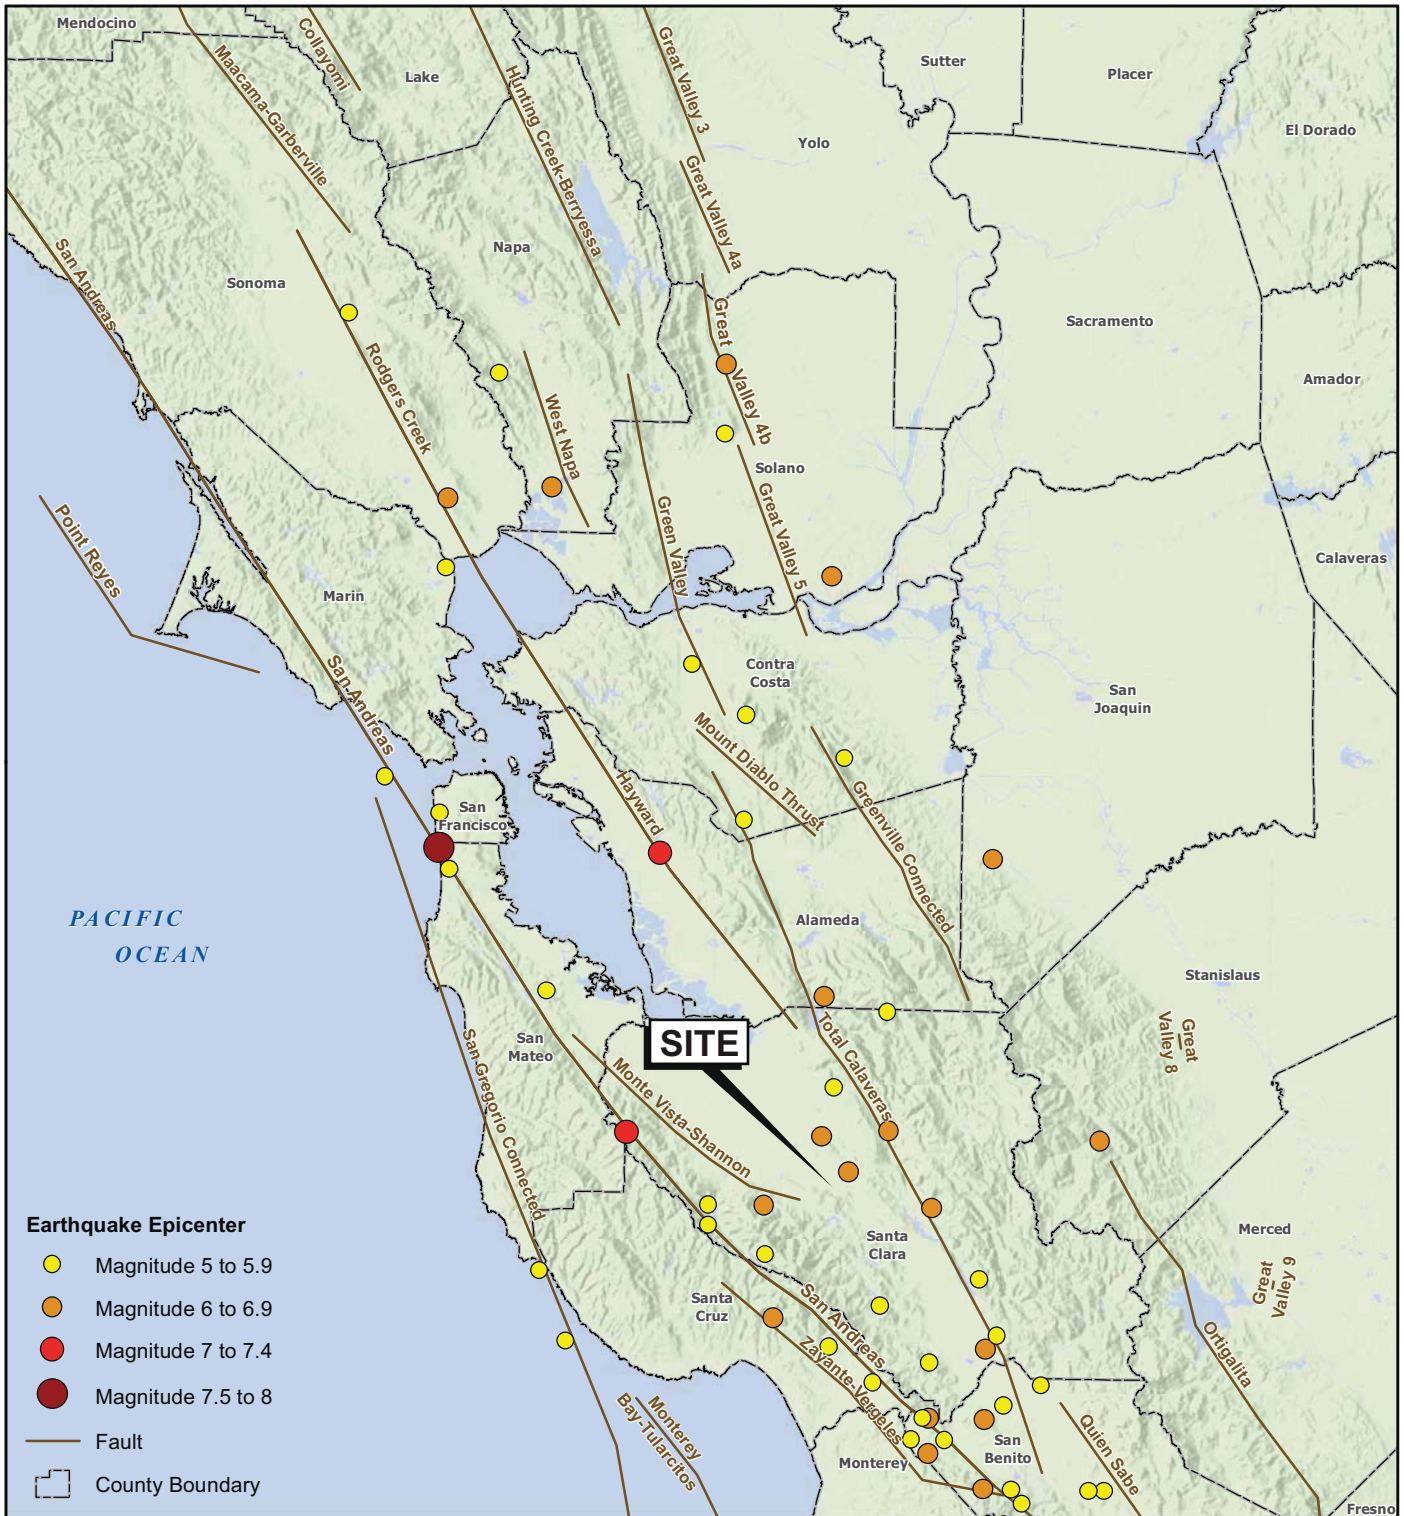 Mendocino
Collayomi
Lake
Maacama-Garberville
Hunting Creek-Berryessa
Great Valley 3
Sutter
Placer
El Dorado
Yolo
Great Valley 4a
San Andreas
Sonoma
Napa
Great
Valley 4b
Sacramento
Amador
Rodgers Creek
West Napa
Solano
Great Valley 5
Green Valley
Point Reyes
Marin
Calaveras
San Andreas
Contra
Costa
San
Joaquin
Mount Diablo Thrust
Hayward
Greenville Connected
San
Francisco
PACIFIC
OCEAN
Alameda
Stanislaus
Great
Valley 8
SITE
San
Mateo
Total Calaveras
San Gregorio Connected
Monte Vista-Shannon
Santa
Clara
Merced
Great
Valley 9
Santa
Cruz
San Andreas
Zayante-Vergeles
Ortigalita
Monterey
Bay-Tularcitos
Monterey
San
Benito
Quien Sabe
Fresno
Earthquake Epicenter
Magnitude 5 to 5.9
Magnitude 6 to 6.9
Magnitude 7 to 7.4
Magnitude 7.5 to 8
Fault
County Boundary